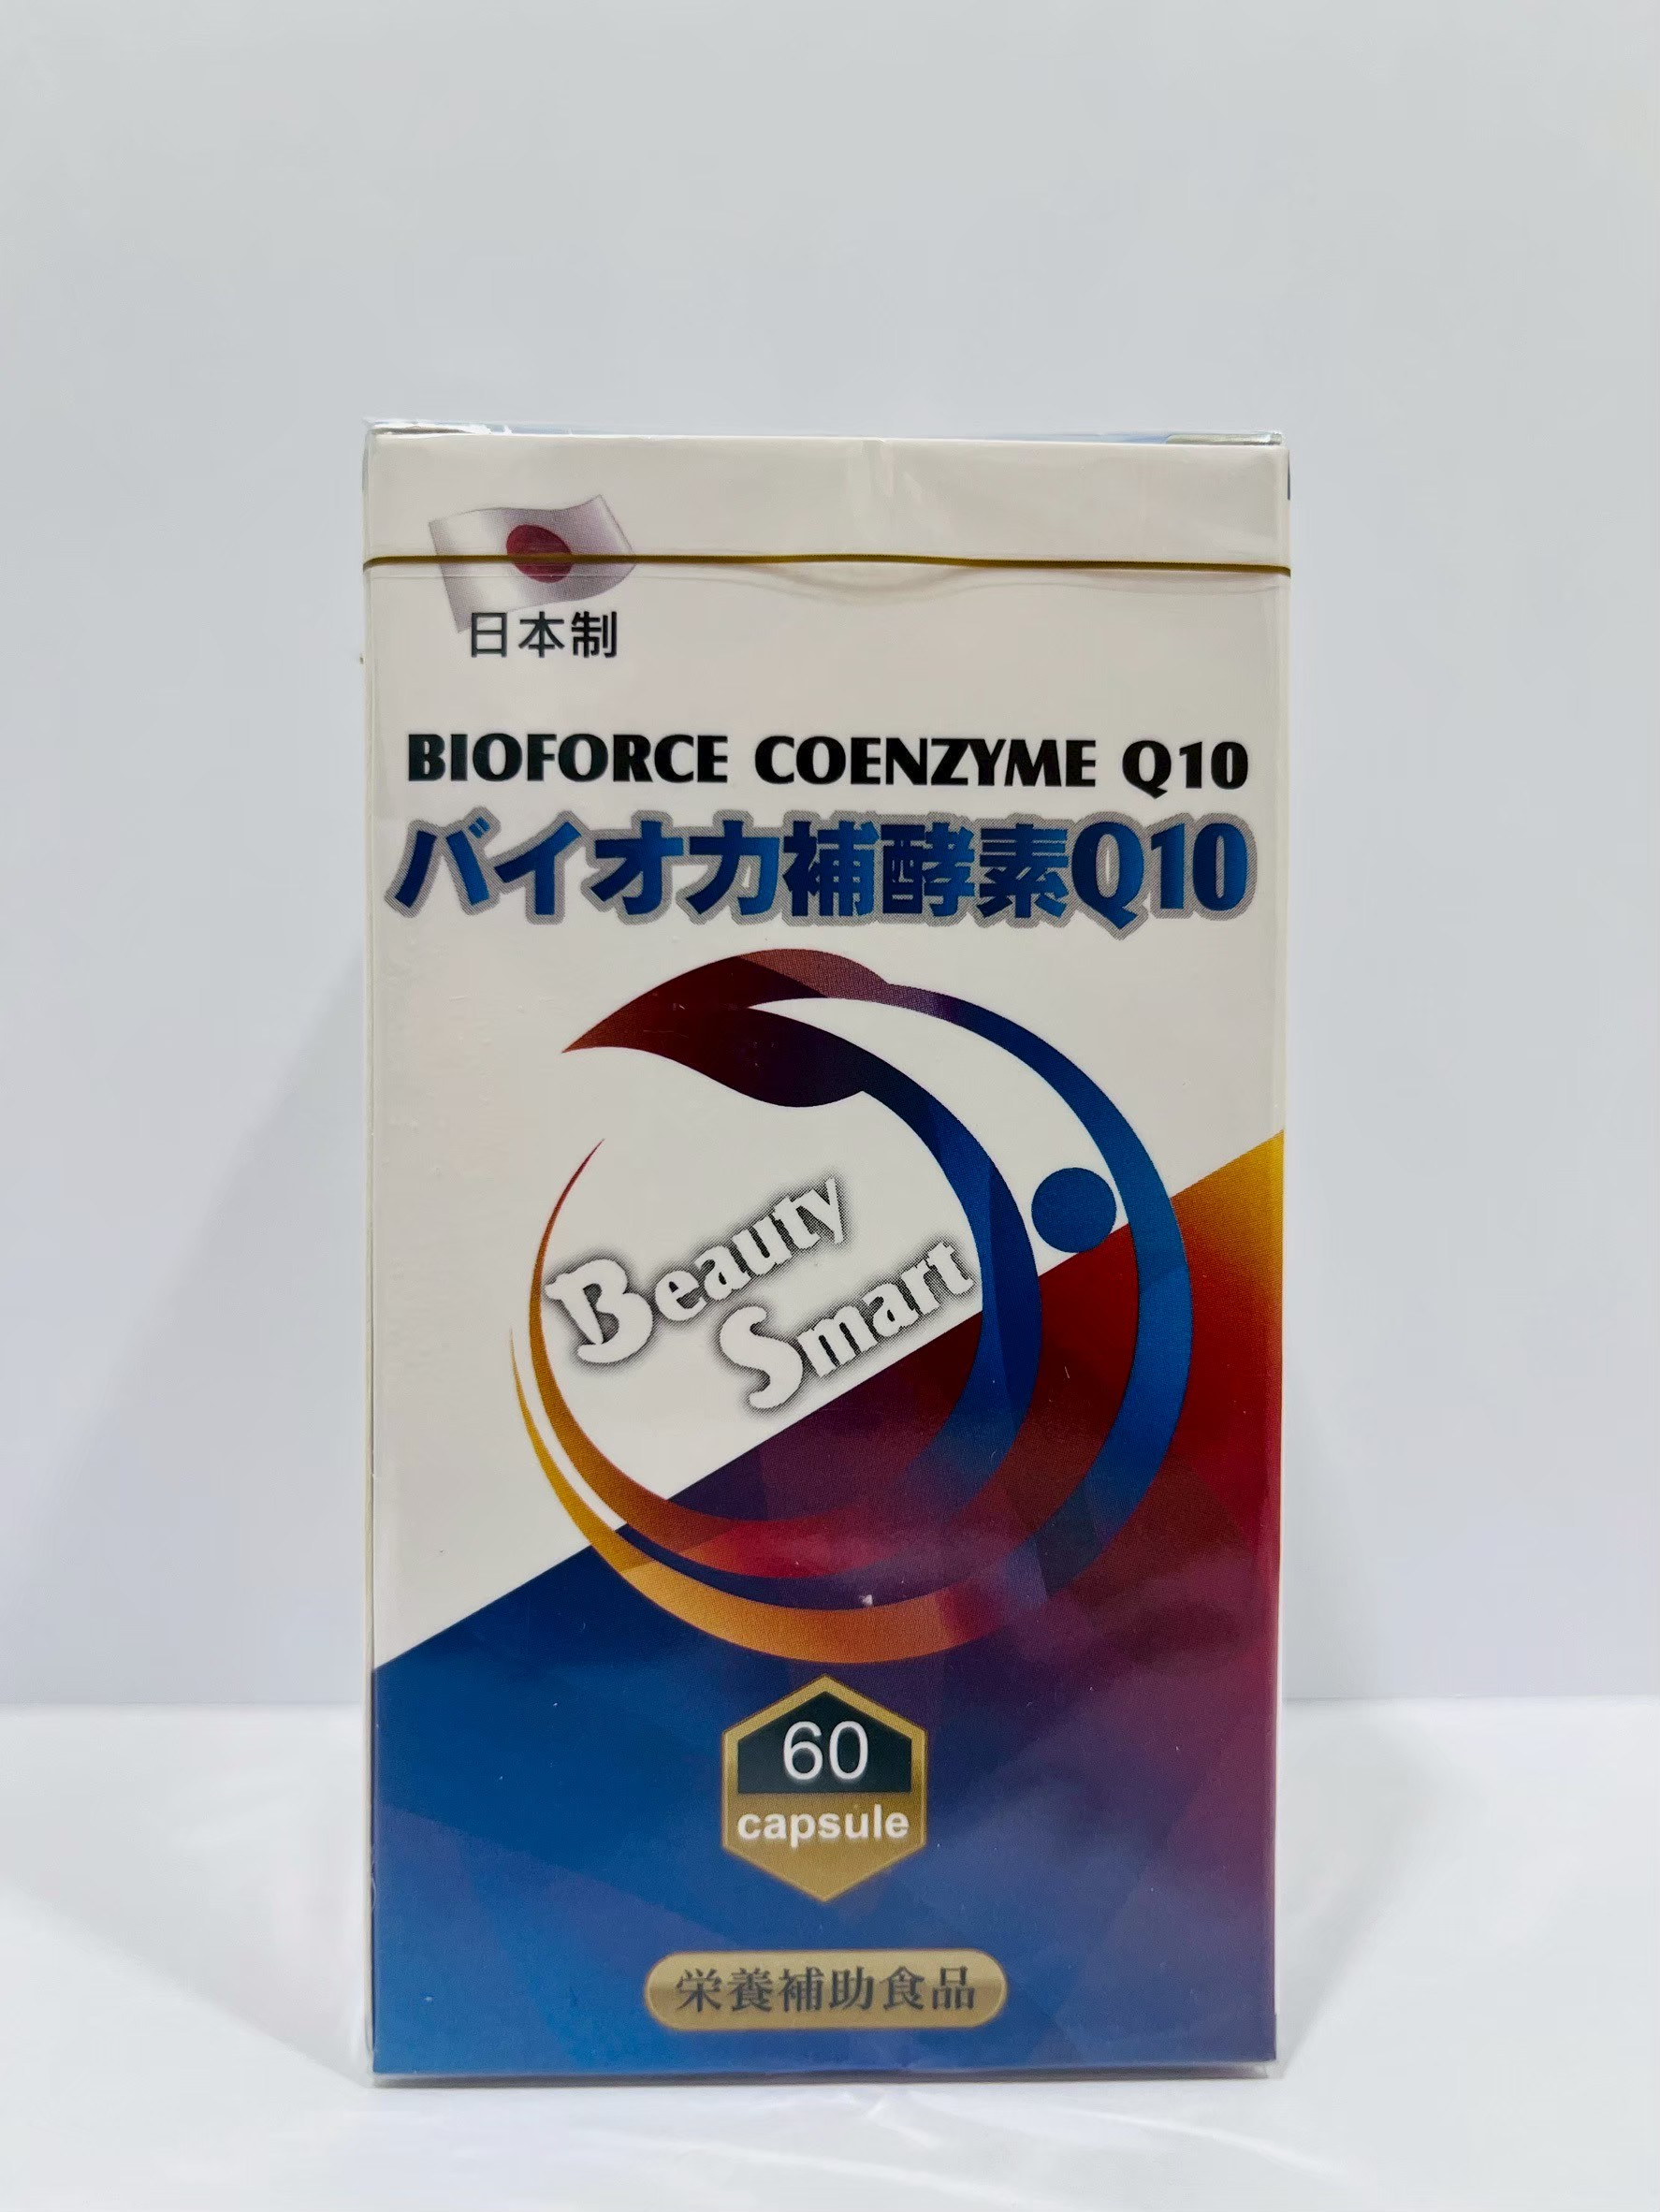 日本制
BIOFORCE COENZYME Q10
バイオ力補酵素Q10
Beauty
Smart
60
capsule
栄養補助食品